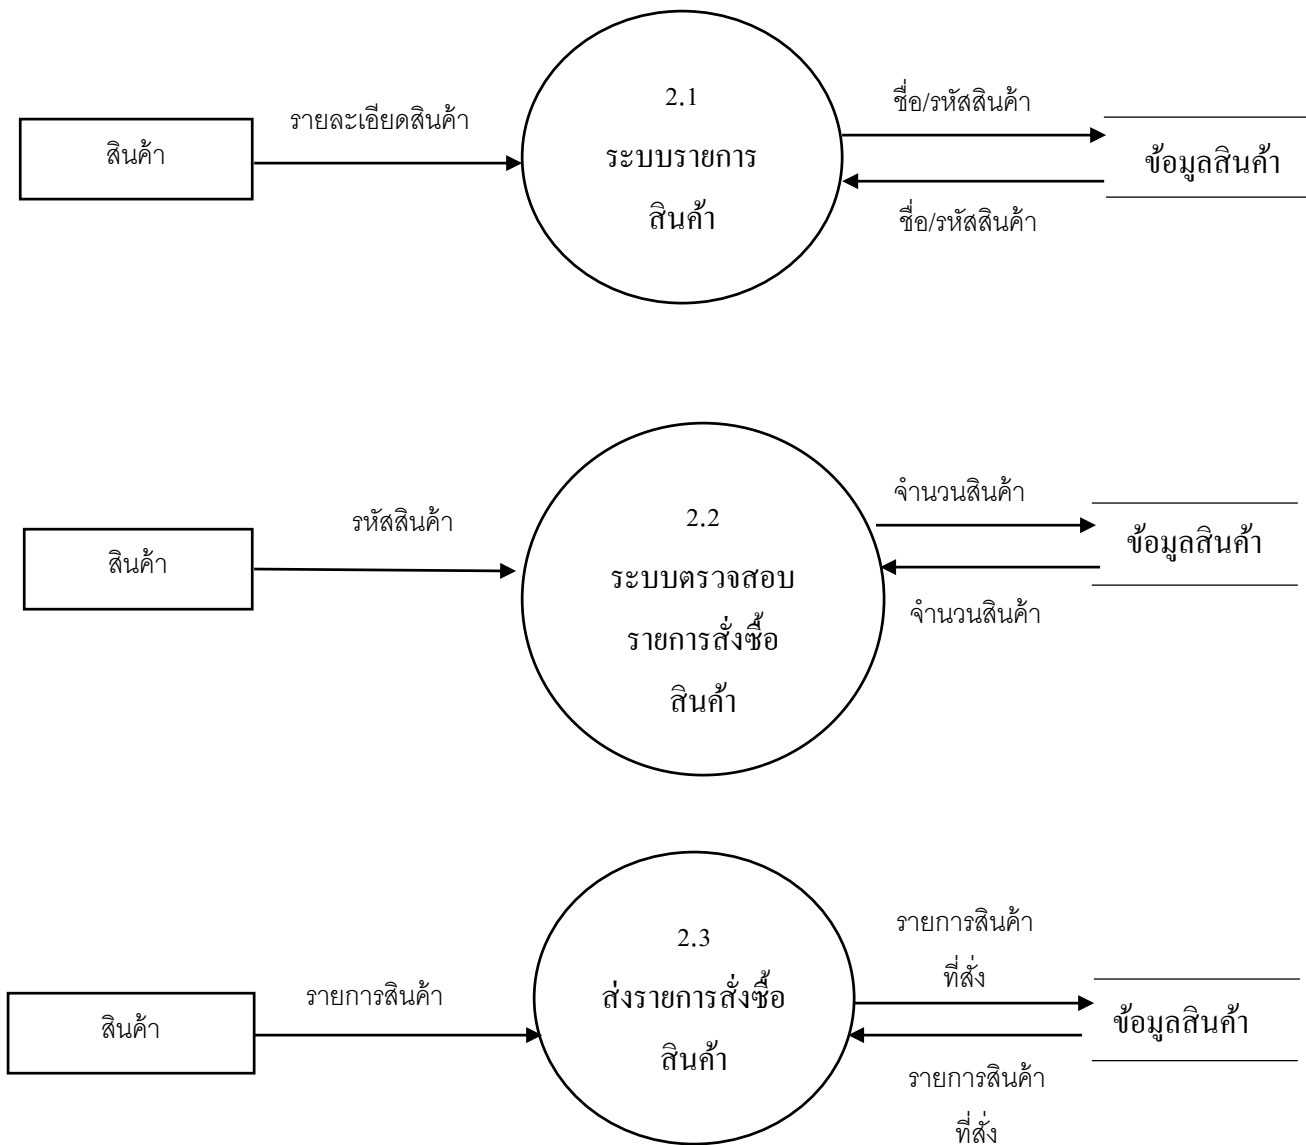 สินค้า
รายละเอียดสินค้า
2.1
ระบบรายการ
สินค้า
ชื่อ/รหัสสินค้า
ข้อมูลสินค้า
ชื่อ/รหัสสินค้า
สินค้า
รหัสสินค้า
2.2
ระบบตรวจสอบ
รายการสั่งซื้อ
สินค้า
จำนวนสินค้า
ข้อมูลสินค้า
จำนวนสินค้า
สินค้า
รายการสินค้า
2.3
ส่งรายการสั่งซื้อ
สินค้า
รายการสินค้า
ที่สั่ง
ข้อมูลสินค้า
รายการสินค้า
ที่สั่ง